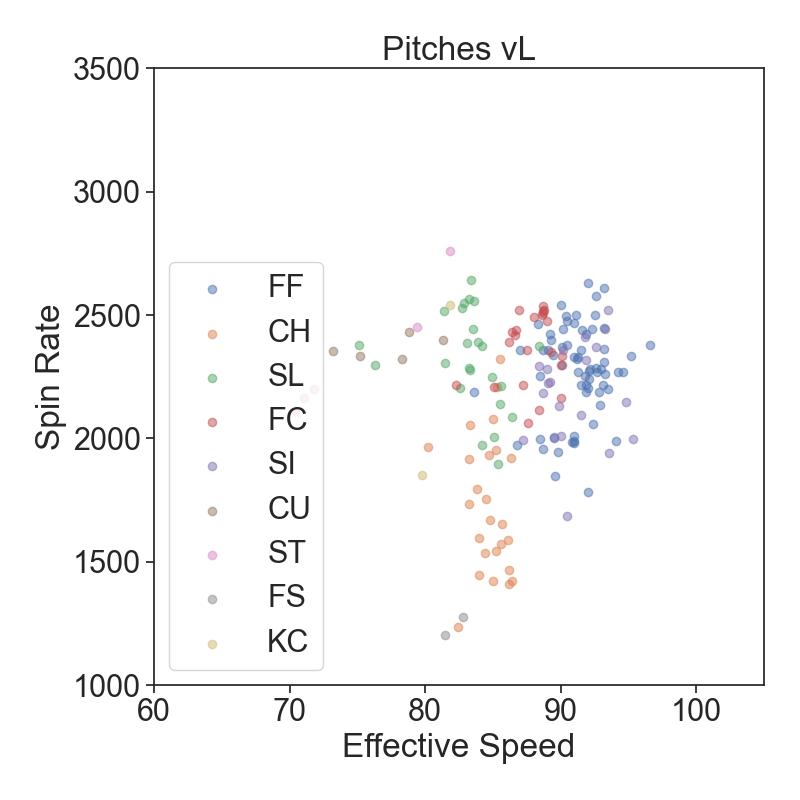 Pitches vL
Spin Rate
3500
3000
2500
2000
1500
1000
FF
CH
SL
FC
SI
CU
ST
FS
KC
60 70 80 90 100
Effective Speed